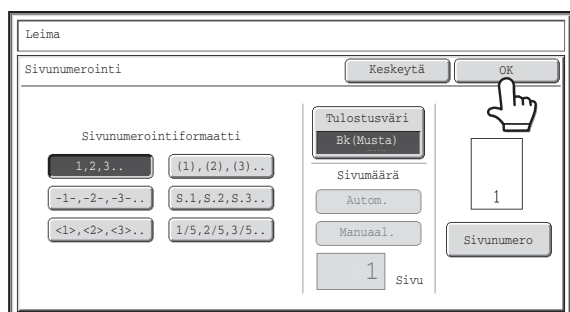 Leima
Sivunumerointi
Keskeytä
OK
Sivunumerointiformaatti
1,2,3..
(1),(2),(3)..
-1-,-2-,-3-..
S.1,S.2,S.3..
<1>,<2>,<3>..
1/5,2/5,3/5..
Tulostusväri
Bk(Musta)
Sivumäärä
Autom.
Manuaal.
1 Sivu
1
Sivunumero